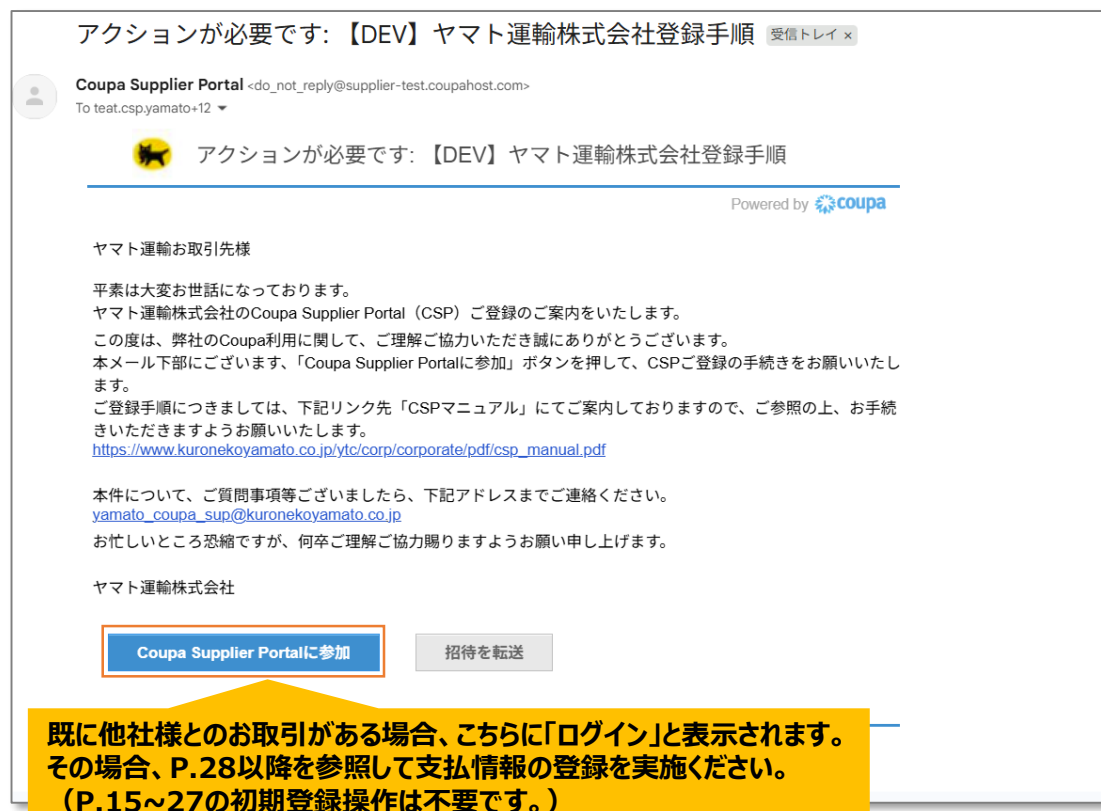 アクションが必要です: 【DEV】ヤマト運輸株式会社登録手順 受信トレイ ×
Coupa Supplier Portal <do_not_reply@supplier-test.coupahost.com>
To teat.csp.yamato+12
アクションが必要です: 【DEV】ヤマト運輸株式会社登録手順
Powered by coupa
ヤマト運輸お取引先様
平素は大変お世話になっております。
ヤマト運輸株式会社のCoupa Supplier Portal（CSP）ご登録のご案内をいたします。
この度は、弊社のCoupa利用に関して、ご理解ご協力いただき誠にありがとうございます。
本メール下部にございます、「Coupa Supplier Portalに参加」ボタンを押して、CSPご登録の手続きをお願いいたし
ます。
ご登録手順につきましては、下記リンク先「CSPマニュアル」にてご案内しておりますので、ご参照の上、お手続
きいただきますようお願いいたします。
https://www.kuronekoyamato.co.jp/ytc/corp/corporate/pdf/csp_manual.pdf
本件について、ご質問事項等ございましたら、下記アドレスまでご連絡ください。
yamato_coupa_sup@kuronekoyamato.co.jp
お忙しいところ恐縮ですが、何卒ご理解ご協力賜りますようお願い申し上げます。
ヤマト運輸株式会社
Coupa Supplier Portalに参加 招待を転送
既に他社様とのお取引がある場合、こちらに「ログイン」と表示されます。
その場合、P.28以降を参照して支払情報の登録を実施ください。
（P.15~27の初期登録操作は不要です。）